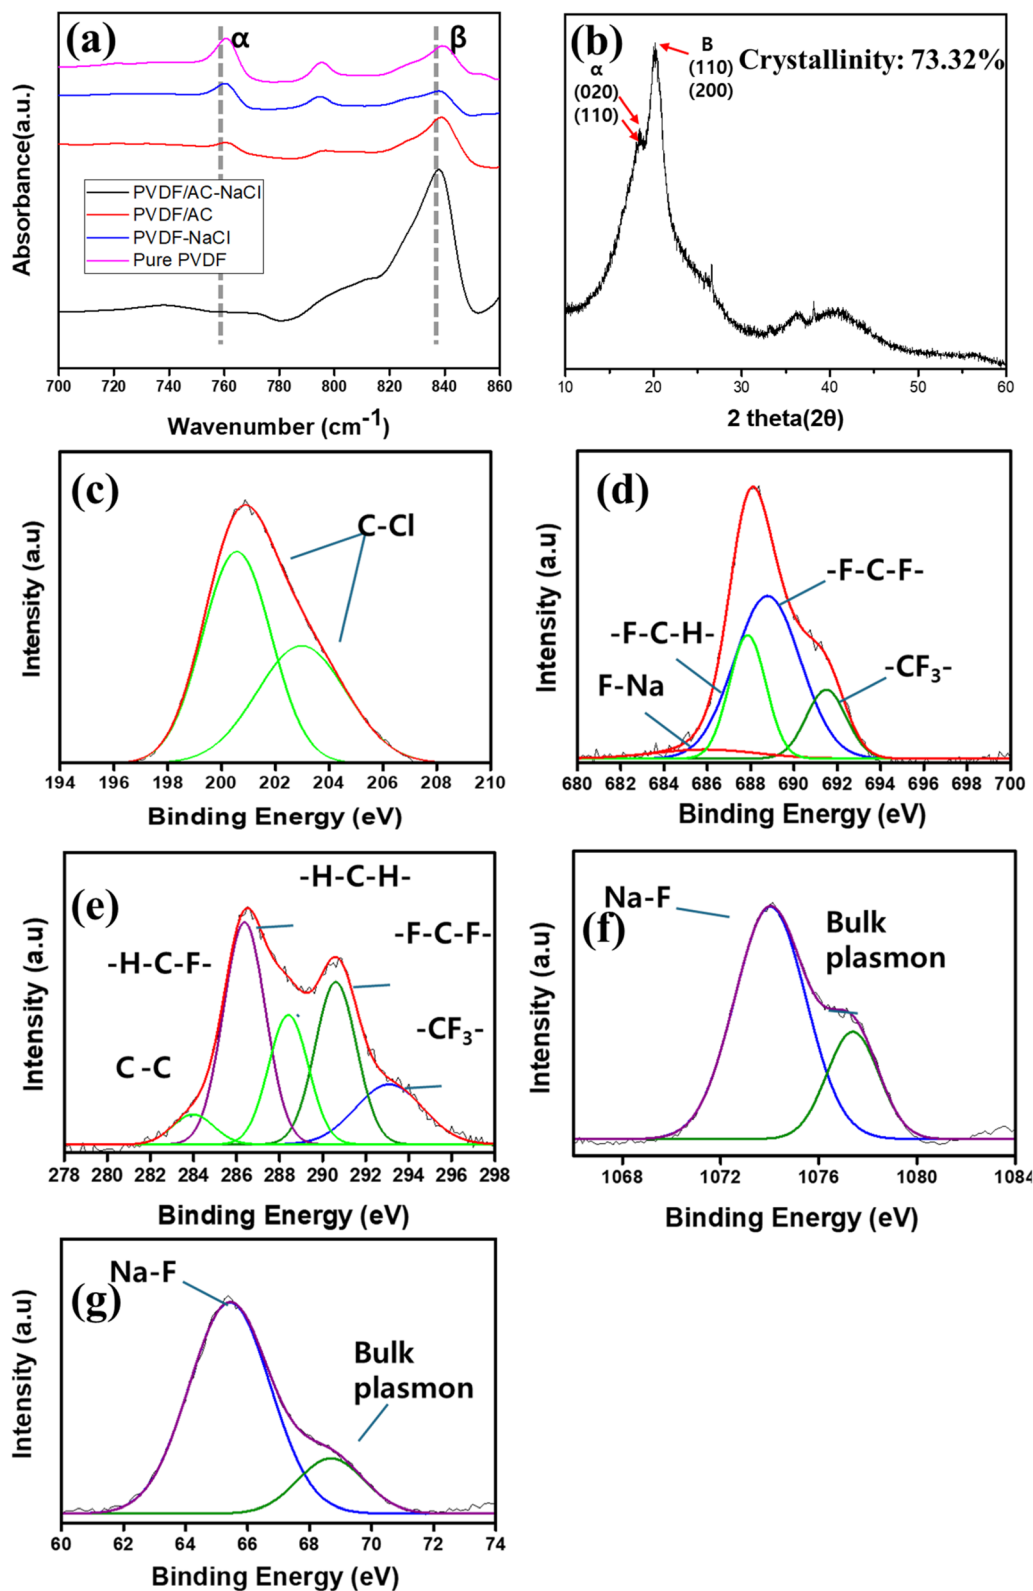 (a)
α
β
Absorbance(a.u.)
PVDF/AC-NaCl
PVDF/AC
PVDF-NaCl
Pure PVDF
700 720 740 760 780 800 820 840 860
Wavenumber (cm⁻¹)
(b)
B
(110)
(200)
Crystallinity: 73.32%
α
(020)
(110)
10 20 30 40 50 60
2 theta(2θ)
(c)
C-Cl
Intensity (a.u)
194 196 198 200 202 204 206 208 210
Binding Energy (eV)
(d)
-F-C-F-
-F-C-H-
F-Na
-CF₃-
Intensity (a.u)
680 682 684 686 688 690 692 694 696 698 700
Binding Energy (eV)
(e)
-H-C-H-
-F-C-F-
-H-C-F-
-CF₃-
C -C
Intensity (a.u)
278 280 282 284 286 288 290 292 294 296 298
Binding Energy (eV)
Na-F
(f)
Bulk
plasmon
Intensity (a.u)
1068 1072 1076 1080 1084
Binding Energy (eV)
Na-F
(g)
Bulk
plasmon
Intensity (a.u)
60 62 64 66 68 70 72 74
Binding Energy (eV)